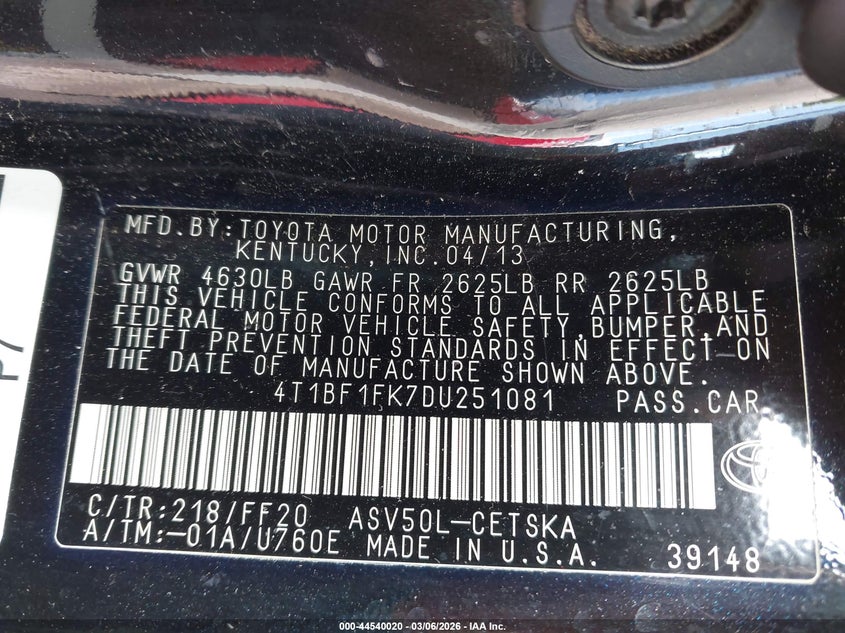 MFD.BY:TOYOTA MOTOR MANUFACTURING,
KENTUCKY,INC.04/13
GVWR 4630LB GAWR FR 2625LB RR 2625LB
THIS VEHICLE CONFORMS TO ALL APPLICABLE
FEDERAL MOTOR VEHICLE SAFETY,BUMPER,AND
THEFT PREVENTION STANDARDS IN EFFECT ON
THE DATE OF MANUFACTURE SHOWN ABOVE.
4T1BF1FK7DU251081 PASS.CAR
C/TR:218/FF20 ASV50L-CETSKA
A/TM:-01A/U760E MADE IN U.S.A. 39148
000-44540020 - 03/06/2026 - IAA Inc.